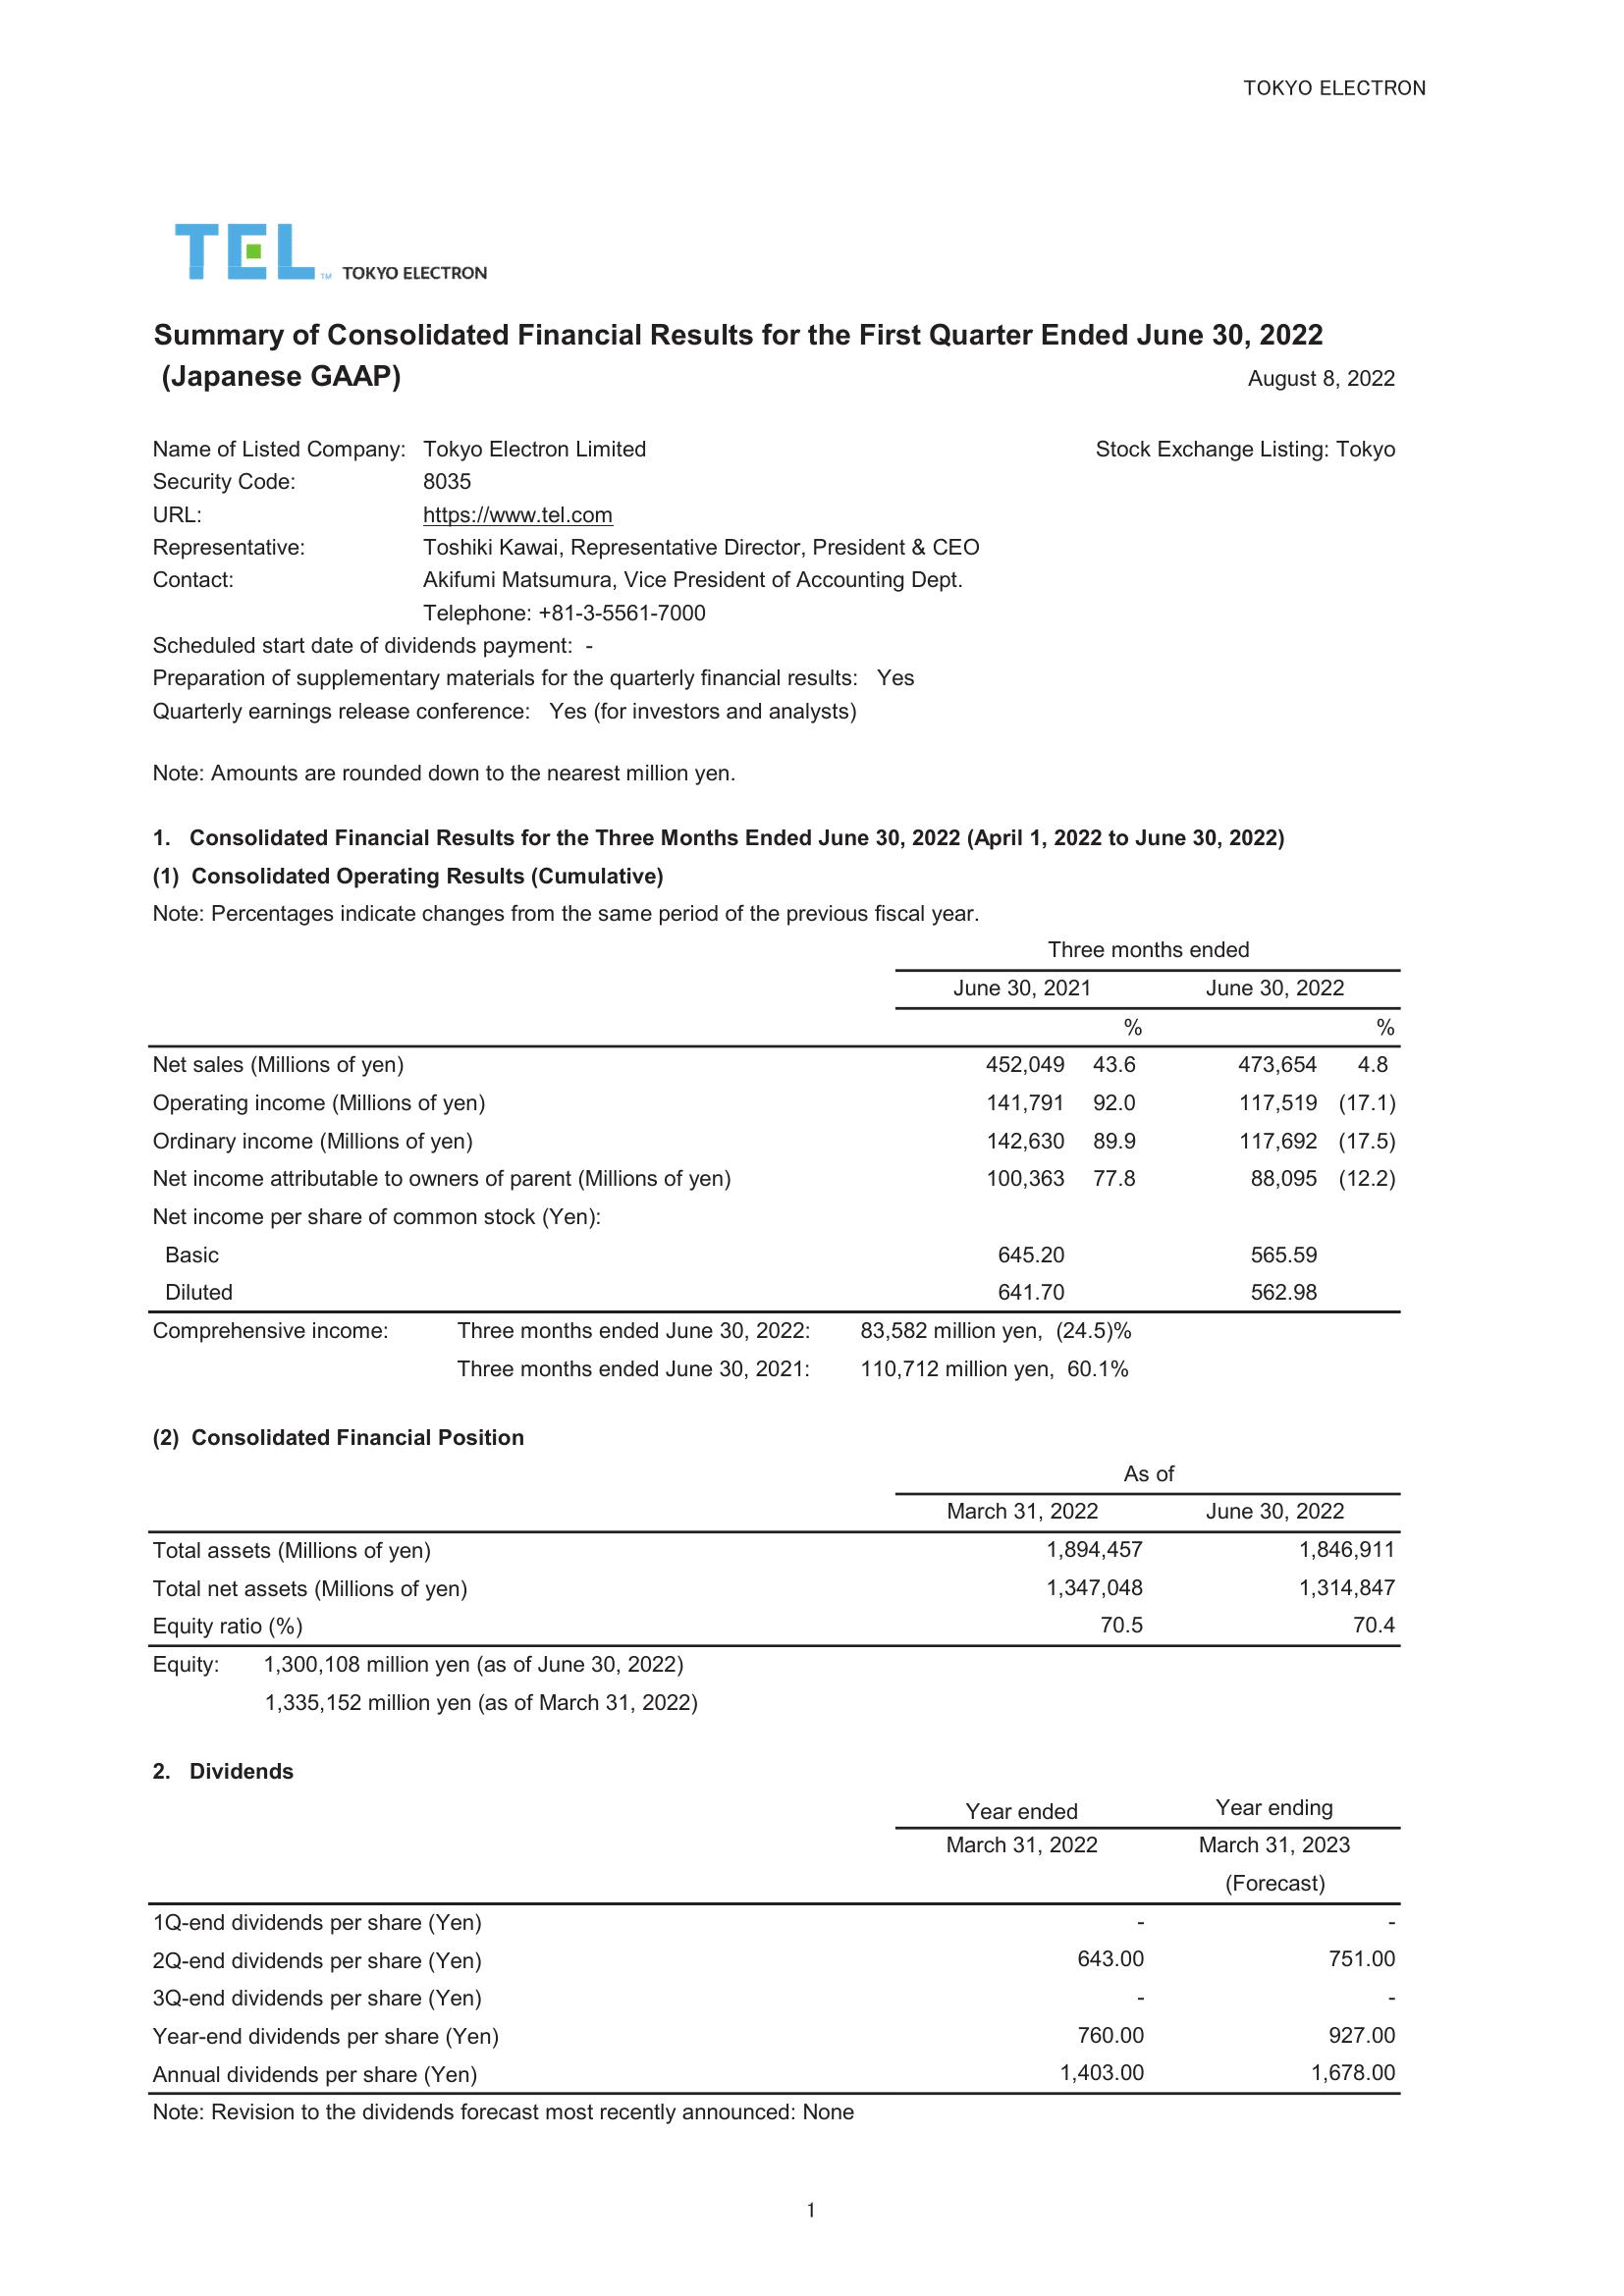 TOKYO ELECTRON
TEL TM TOKYO ELECTRON
Summary of Consolidated Financial Results for the First Quarter Ended June 30, 2022
(Japanese GAAP) August 8, 2022
Name of Listed Company: Tokyo Electron Limited Stock Exchange Listing: Tokyo
Security Code: 8035
URL: https://www.tel.com
Representative: Toshiki Kawai, Representative Director, President & CEO
Contact: Akifumi Matsumura, Vice President of Accounting Dept.
Telephone: +81-3-5561-7000
Scheduled start date of dividends payment: -
Preparation of supplementary materials for the quarterly financial results: Yes
Quarterly earnings release conference: Yes (for investors and analysts)
Note: Amounts are rounded down to the nearest million yen.
1. Consolidated Financial Results for the Three Months Ended June 30, 2022 (April 1, 2022 to June 30, 2022)
(1) Consolidated Operating Results (Cumulative)
Note: Percentages indicate changes from the same period of the previous fiscal year.
Three months ended
June 30, 2021 June 30, 2022
% %
Net sales (Millions of yen) 452,049 43.6 473,654 4.8
Operating income (Millions of yen) 141,791 92.0 117,519 (17.1)
Ordinary income (Millions of yen) 142,630 89.9 117,692 (17.5)
Net income attributable to owners of parent (Millions of yen) 100,363 77.8 88,095 (12.2)
Net income per share of common stock (Yen):
Basic 645.20 565.59
Diluted 641.70 562.98
Comprehensive income: Three months ended June 30, 2022: 83,582 million yen, (24.5)%
Three months ended June 30, 2021: 110,712 million yen, 60.1%
(2) Consolidated Financial Position
As of
March 31, 2022 June 30, 2022
Total assets (Millions of yen) 1,894,457 1,846,911
Total net assets (Millions of yen) 1,347,048 1,314,847
Equity ratio (%) 70.5 70.4
Equity: 1,300,108 million yen (as of June 30, 2022)
1,335,152 million yen (as of March 31, 2022)
2. Dividends
Year ended Year ending
March 31, 2022 March 31, 2023
(Forecast)
1Q-end dividends per share (Yen) - -
2Q-end dividends per share (Yen) 643.00 751.00
3Q-end dividends per share (Yen) - -
Year-end dividends per share (Yen) 760.00 927.00
Annual dividends per share (Yen) 1,403.00 1,678.00
Note: Revision to the dividends forecast most recently announced: None
1